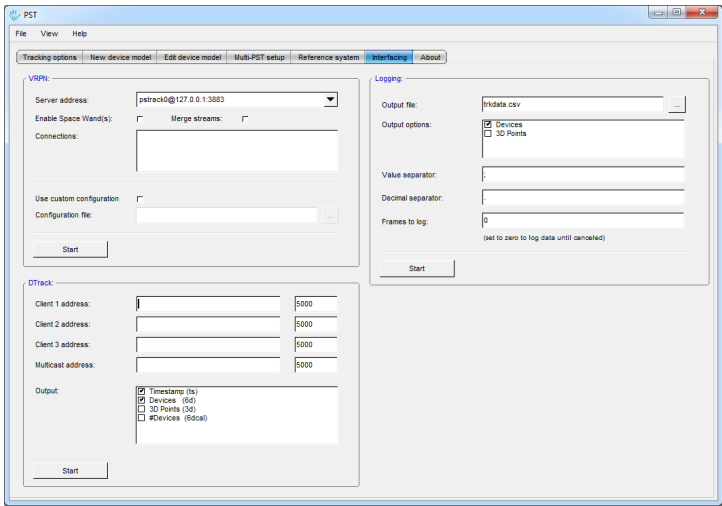 PST
File View Help
Tracking options New device model Edit device model Multi-PST setup Reference system Interfacing About
VRPN:
Server address: pstrack0@127.0.0.1:3883
Enable Space Wand(s): Merge streams:
Connections:
Use custom configuration
Configuration file: ...
Start
DTrack:
Client 1 address: 5000
Client 2 address: 5000
Client 3 address: 5000
Multicast address: 5000
Output: Timestamp (ts)
Devices (6d)
3D Points (3d)
#Devices (6dcal)
Start
Logging:
Output file: trkdata.csv ...
Output options: Devices
3D Points
Value separator: ;
Decimal separator: .
Frames to log: 0
(set to zero to log data until canceled)
Start